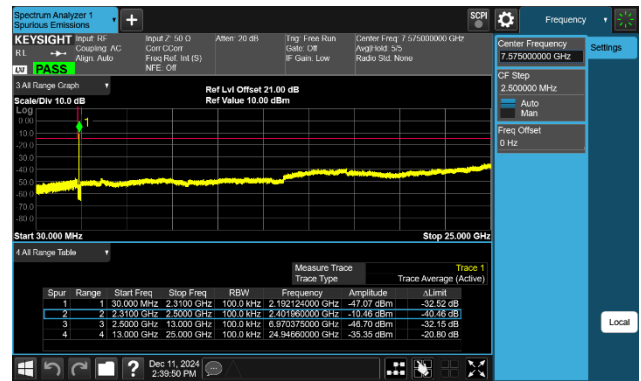 Spectrum Analyzer 1
Spurious Emissions
SCPI
Frequency
KEYSIGHT
RL
Input: RF
Coupling: AC
Align: Auto
Input Z: 50 Ω
Corr CCorr
Freq Ref: Int (S)
NFE: Off
Atten: 20 dB
Trig: Free Run
Gate: Off
IF Gain: Low
Center Freq: 7.575000000 GHz
Avg|Hold: 5/5
Radio Std: None
LXI
PASS
Center Frequency
7.575000000 GHz
Settings
CF Step
2.500000 MHz
Auto
Man
Freq Offset
0 Hz
3 All Range Graph
Scale/Div 10.0 dB
Ref Lvl Offset 21.00 dB
Ref Value 10.00 dBm
Log
0.00
-10.0
-20.0
-30.0
-40.0
-50.0
-60.0
-70.0
-80.0
1
Start 30.000 MHz
Stop 25.000 GHz
4 All Range Table
Measure Trace Trace 1
Trace Type Trace Average (Active)
Spur Range Start Freq Stop Freq RBW Frequency Amplitude ΔLimit
1 1 30.000 MHz 2.3100 GHz 100.0 kHz 2.192124000 GHz -47.07 dBm -32.52 dB
2 2 2.3100 GHz 2.5000 GHz 100.0 kHz 2.401960000 GHz -10.46 dBm -40.46 dB
3 3 2.5000 GHz 13.000 GHz 100.0 kHz 6.970375000 GHz -46.70 dBm -32.15 dB
4 4 13.000 GHz 25.000 GHz 100.0 kHz 24.94660000 GHz -35.35 dBm -20.80 dB
Local
?
Dec 11, 2024
2:39:50 PM